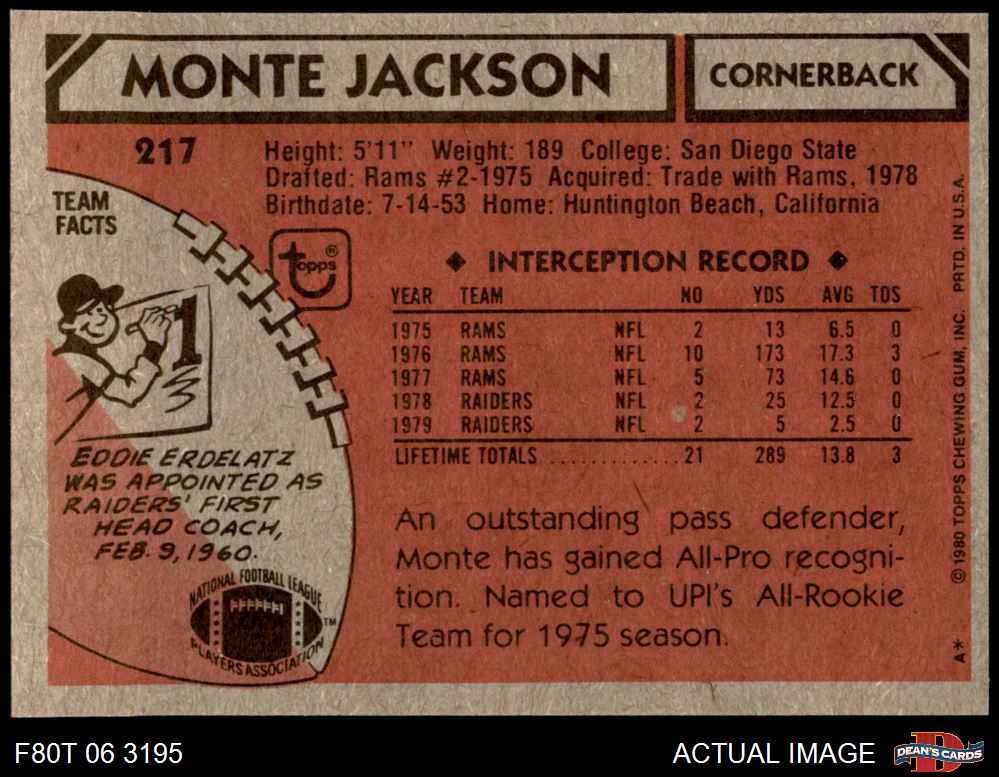 MONTE JACKSON
CORNERBACK
217
Height: 5'11" Weight: 189 College: San Diego State
Drafted: Rams #2-1975 Acquired: Trade with Rams, 1978
Birthdate: 7-14-53 Home: Huntington Beach, California
TEAM
FACTS
topps®
1
◆ INTERCEPTION RECORD ◆
YEAR TEAM NO YDS AVG TDS
1975 RAMS NFL 2 13 6.5 0
1976 RAMS NFL 10 173 17.3 3
1977 RAMS NFL 5 73 14.6 0
1978 RAIDERS NFL 2 25 12.5 0
1979 RAIDERS NFL 2 5 2.5 0
LIFETIME TOTALS .............21 289 13.8 3
EDDIE ERDELATZ
WAS APPOINTED AS
RAIDERS' FIRST
HEAD COACH,
FEB. 9, 1960.
NATIONAL FOOTBALL LEAGUE
PLAYERS ASSOCIATION
TM
An outstanding pass defender,
Monte has gained All-Pro recogni-
tion. Named to UPI's All-Rookie
Team for 1975 season.
A* © 1980 TOPPS CHEWING GUM, INC. PRTD. IN U.S.A.
F80T 06 3195
ACTUAL IMAGE
DEAN'S CARDS